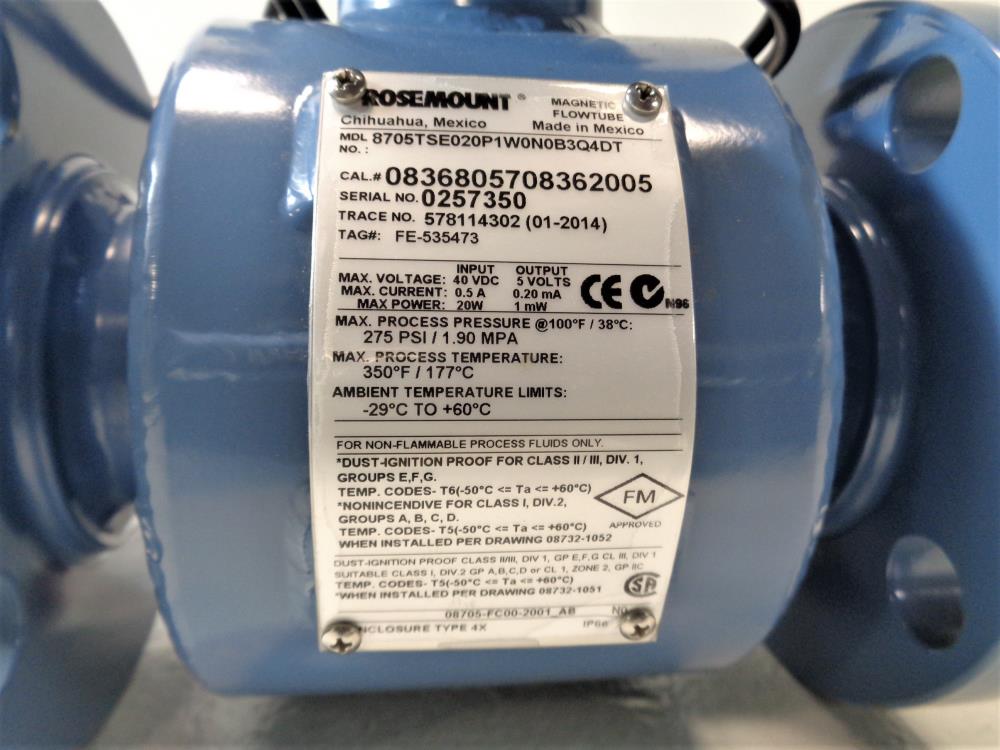 ROSEMOUNT ® MAGNETIC FLOWTUBE
Chihuahua, Mexico Made in Mexico
MDL NO. : 8705TSE020P1W0N0B3Q4DT
CAL.# 0836805708362005
SERIAL NO. 0257350
TRACE NO. 578114302 (01-2014)
TAG#: FE-535473
INPUT OUTPUT
MAX. VOLTAGE: 40 VDC 5 VOLTS
MAX. CURRENT: 0.5 A 0.20 mA
MAX POWER: 20W 1 mW
CE N96
MAX. PROCESS PRESSURE @100°F / 38°C:
275 PSI / 1.90 MPA
MAX. PROCESS TEMPERATURE:
350°F / 177°C
AMBIENT TEMPERATURE LIMITS:
-29°C TO +60°C
FOR NON-FLAMMABLE PROCESS FLUIDS ONLY.
*DUST-IGNITION PROOF FOR CLASS II / III, DIV. 1,
GROUPS E,F,G.
TEMP. CODES- T6(-50°C <= Ta <= +60°C)
*NONINCENDIVE FOR CLASS I, DIV.2,
GROUPS A, B, C, D.
TEMP. CODES- T5(-50°C <= Ta <= +60°C)
WHEN INSTALLED PER DRAWING 08732-1052
FM
APPROVED
DUST-IGNITION PROOF CLASS II/III, DIV 1, GP E,F,G CL III, DIV 1
SUITABLE CLASS I, DIV.2 GP A,B,C,D or CL 1, ZONE 2, GP IIC
TEMP. CODES- T5(-50°C <= Ta <= +60°C)
*WHEN INSTALLED PER DRAWING 08732-1051
SA
08705-FC00-2001_AB
NCLOSURE TYPE 4X